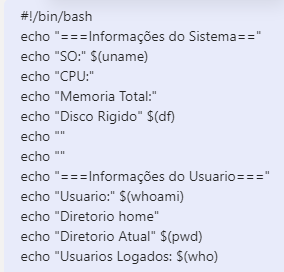 #!/bin/bash
echo "===Informações do Sistema=="
echo "SO:" $(uname)
echo "CPU:"
echo "Memoria Total:"
echo "Disco Rigido" $(df)
echo ""
echo ""
echo "===Informações do Usuario==="
echo "Usuario:" $(whoami)
echo "Diretorio home"
echo "Diretorio Atual" $(pwd)
echo "Usuarios Logados: $(who)